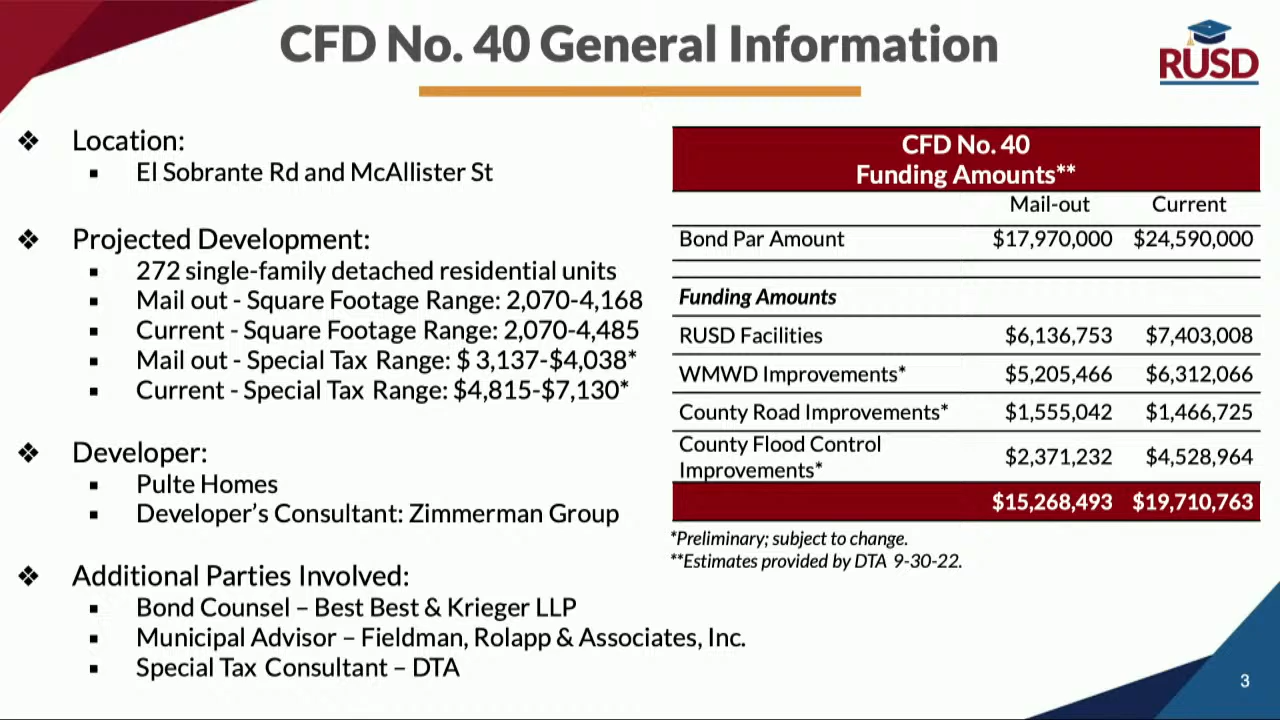 CFD No. 40 General Information
RUSD
❖ Location:
▪ El Sobrante Rd and McAllister St
❖ Projected Development:
▪ 272 single-family detached residential units
▪ Mail out - Square Footage Range: 2,070-4,168
▪ Current - Square Footage Range: 2,070-4,485
▪ Mail out - Special Tax Range: $ 3,137-$4,038*
▪ Current - Special Tax Range: $4,815-$7,130*
❖ Developer:
▪ Pulte Homes
▪ Developer’s Consultant: Zimmerman Group
❖ Additional Parties Involved:
▪ Bond Counsel – Best Best & Krieger LLP
▪ Municipal Advisor – Fieldman, Rolapp & Associates, Inc.
▪ Special Tax Consultant – DTA
CFD No. 40
Funding Amounts**
Mail-out Current
Bond Par Amount $17,970,000 $24,590,000
Funding Amounts
RUSD Facilities $6,136,753 $7,403,008
WMWD Improvements* $5,205,466 $6,312,066
County Road Improvements* $1,555,042 $1,466,725
County Flood Control
Improvements* $2,371,232 $4,528,964
$15,268,493 $19,710,763
*Preliminary; subject to change.
**Estimates provided by DTA 9-30-22.
3